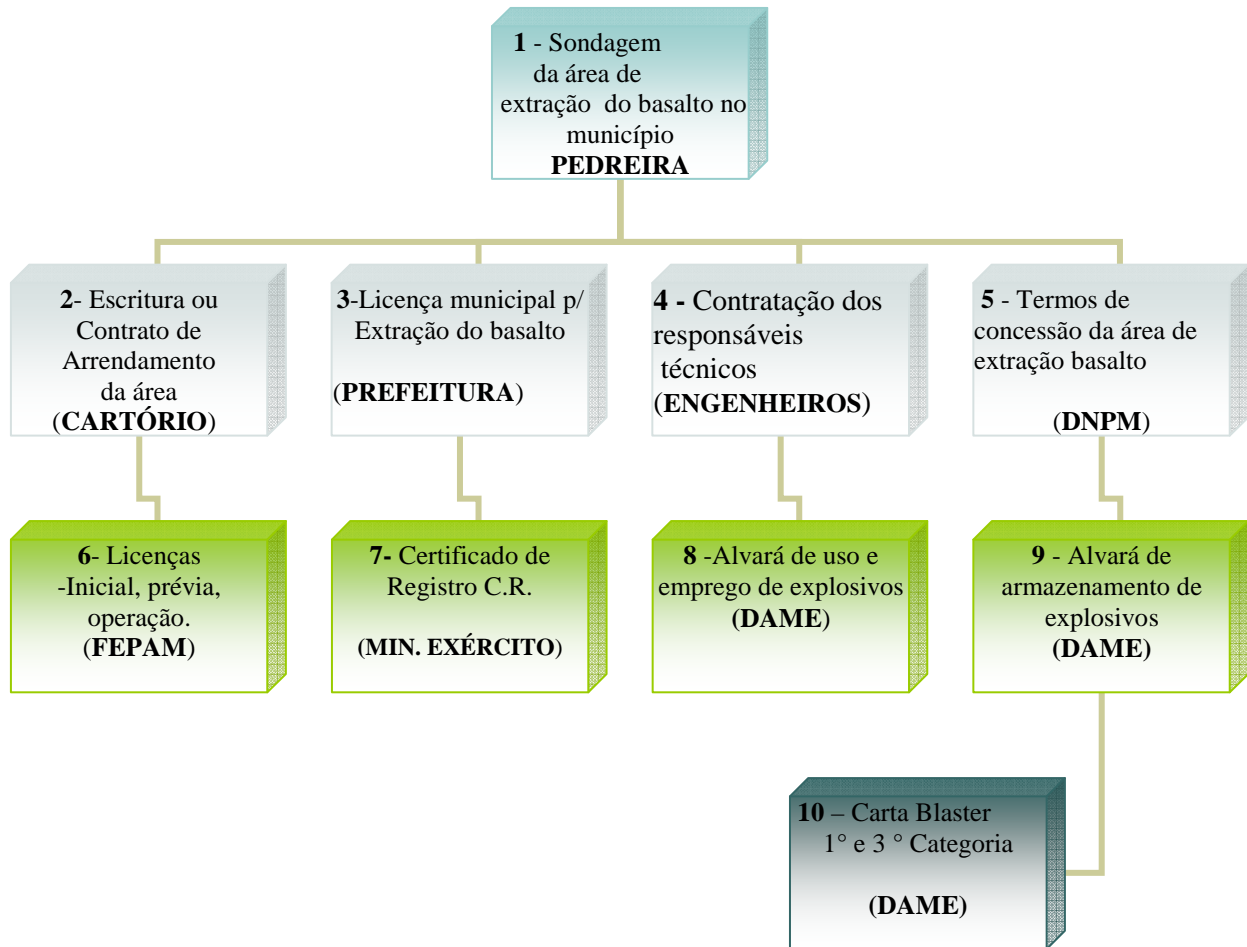 1 - Sondagem
da área de
extração do basalto no
município
PEDREIRA
2- Escritura ou
Contrato de
Arrendamento
da área
(CARTÓRIO)
3-Licença municipal p/
Extração do basalto
(PREFEITURA)
4 - Contratação dos
responsáveis
técnicos
(ENGENHEIROS)
5 - Termos de
concessão da área de
extração basalto
(DNPM)
6- Licenças
-Inicial, prévia,
operação.
(FEPAM)
7- Certificado de
Registro C.R.
(MIN. EXÉRCITO)
8 -Alvará de uso e
emprego de explosivos
(DAME)
9 - Alvará de
armazenamento de
explosivos
(DAME)
10 – Carta Blaster
1° e 3 ° Categoria
(DAME)